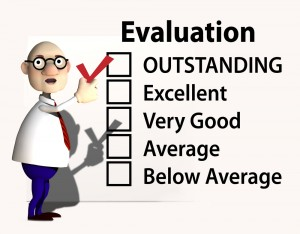 Evaluation
OUTSTANDING
Excellent
Very Good
Average
Below Average